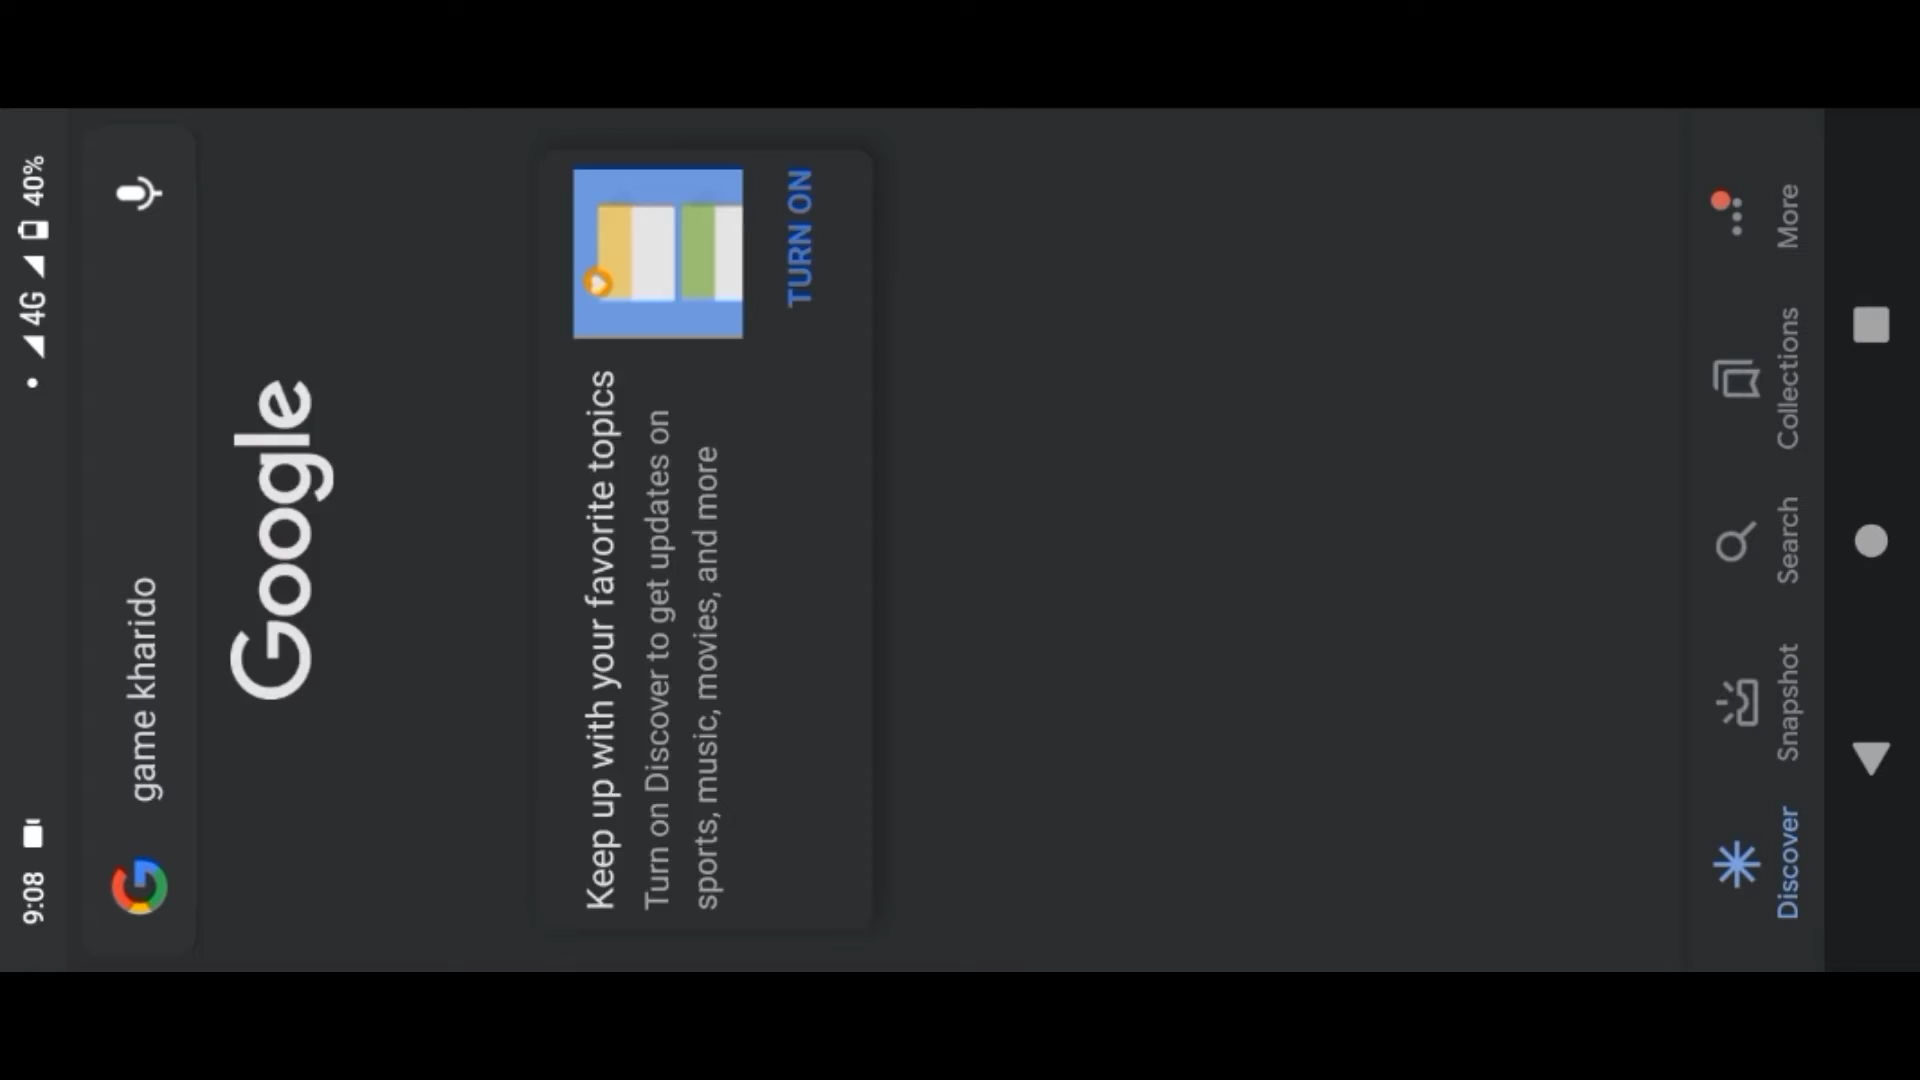 9:08 4G 40%
game kharido
Google
Keep up with your favorite topics
Turn on Discover to get updates on
sports, music, movies, and more
TURN ON
Discover Snapshot Search Collections More